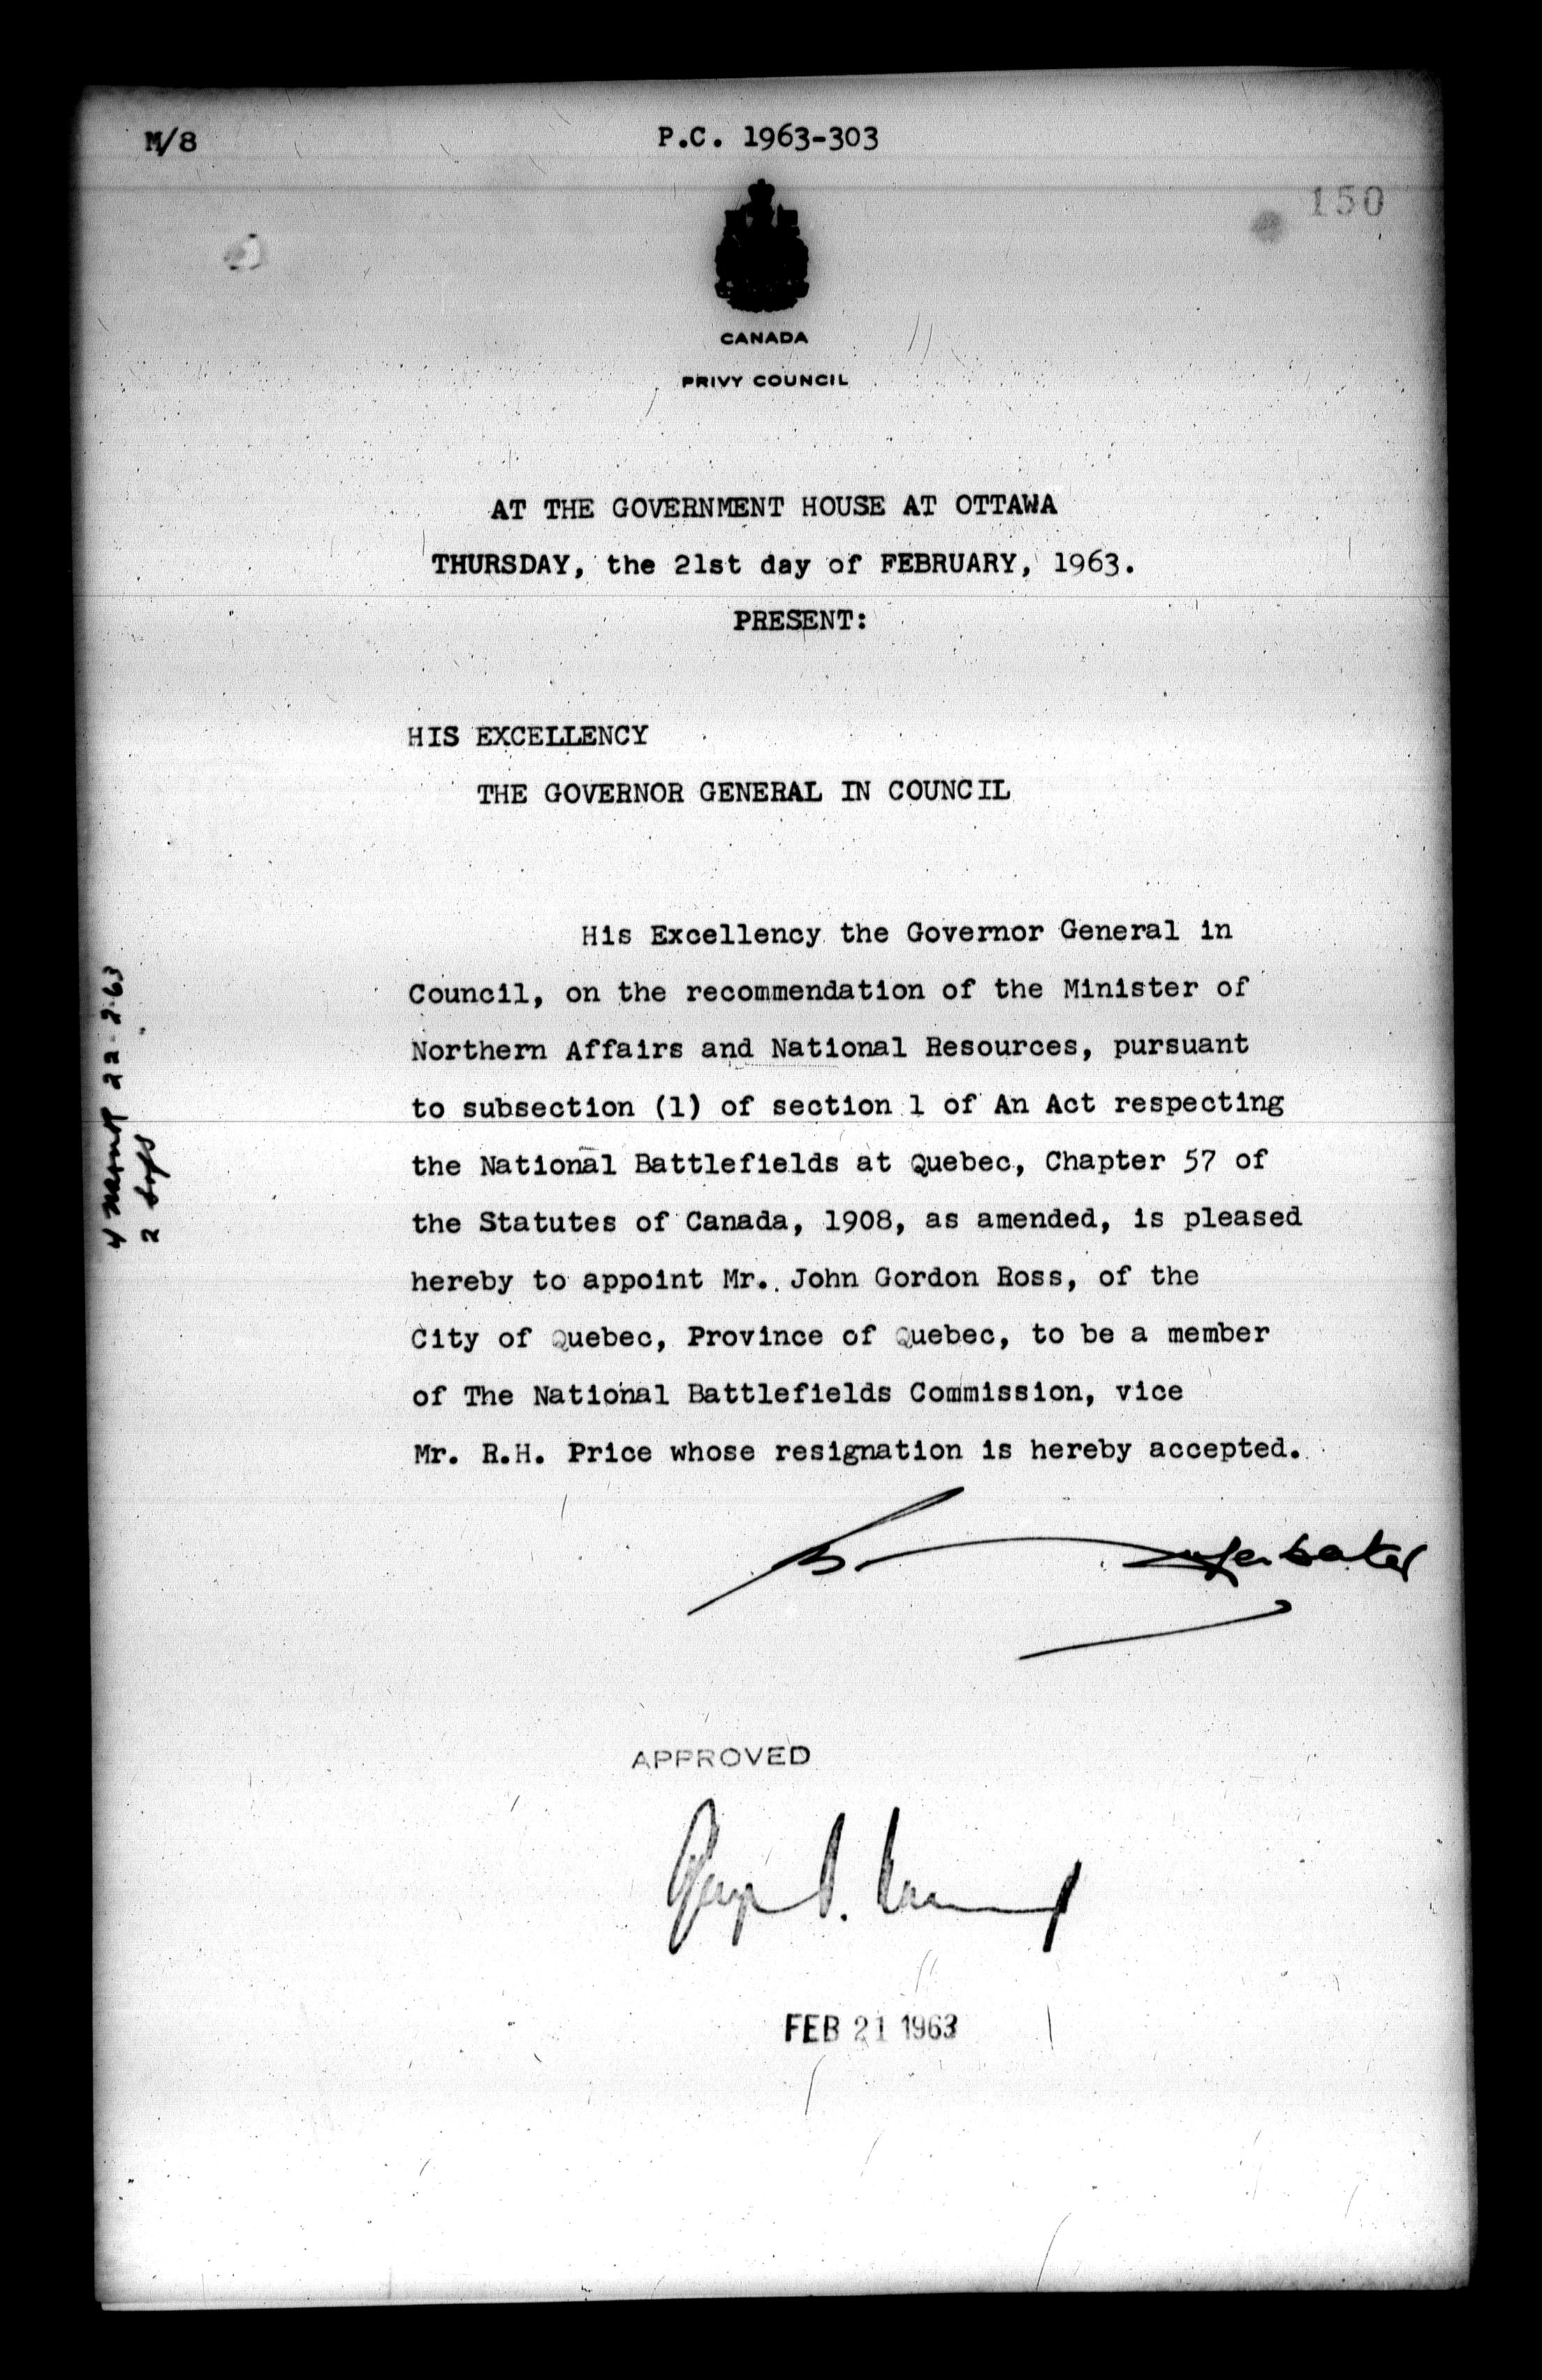 M/8
P.C. 1963-303
150
CANADA
PRIVY COUNCIL
AT THE GOVERNMENT HOUSE AT OTTAWA
THURSDAY, the 21st day of FEBRUARY, 1963.
PRESENT:
HIS EXCELLENCY
THE GOVERNOR GENERAL IN COUNCIL
His Excellency the Governor General in
Council, on the recommendation of the Minister of
Northern Affairs and National Resources, pursuant
to subsection (1) of section 1 of An Act respecting
the National Battlefields at Quebec, Chapter 57 of
the Statutes of Canada, 1908, as amended, is pleased
hereby to appoint Mr. John Gordon Ross, of the
City of Quebec, Province of Quebec, to be a member
of The National Battlefields Commission, vice
Mr. R.H. Price whose resignation is hereby accepted.
APPROVED
FEB 21 1963
22-2-63